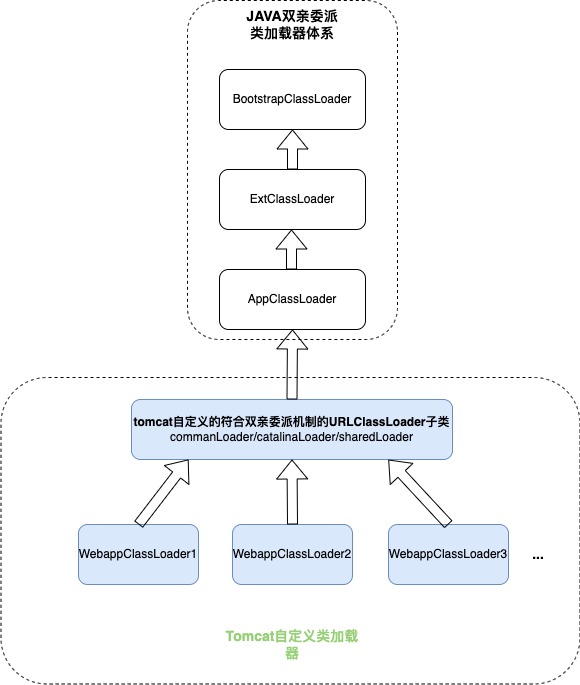 JAVA双亲委派
类加载器体系
BootstrapClassLoader
ExtClassLoader
AppClassLoader
tomcat自定义的符合双亲委派机制的URLClassLoader子类
commanLoader/catalinaLoader/sharedLoader
WebappClassLoader1
WebappClassLoader2
WebappClassLoader3
...
Tomcat自定义类加载
器